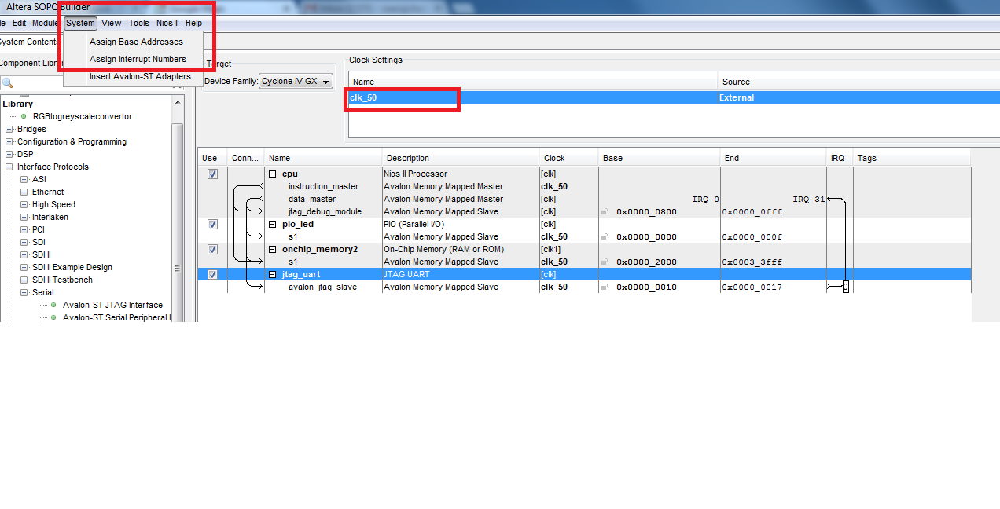 Altera SOPC Builder
le Edit Module System View Tools Nios II Help
System Contents
Assign Base Addresses
Assign Interrupt Numbers
Insert Avalon-ST Adapters
Component Librar
Target
Device Family: Cyclone IV GX
Clock Settings
Name Source
clk_50 External
Library
RGBtogreyscaleconvertor
Bridges
Configuration & Programming
DSP
Interface Protocols
ASI
Ethernet
High Speed
Interlaken
PCI
SDI
SDI II
SDI II Example Design
SDI II Testbench
Serial
Avalon-ST JTAG Interface
Avalon-ST Serial Peripheral I
Use Conn... Name Description Clock Base End IRQ Tags
cpu Nios II Processor [clk]
instruction_master Avalon Memory Mapped Master clk_50
data_master Avalon Memory Mapped Master [clk] IRQ 0 IRQ 31
jtag_debug_module Avalon Memory Mapped Slave [clk] 0x0000_0800 0x0000_0fff
pio_led PIO (Parallel I/O) [clk]
s1 Avalon Memory Mapped Slave clk_50 0x0000_0000 0x0000_000f
onchip_memory2 On-Chip Memory (RAM or ROM) [clk1]
s1 Avalon Memory Mapped Slave clk_50 0x0000_2000 0x0003_3fff
jtag_uart JTAG UART [clk]
avalon_jtag_slave Avalon Memory Mapped Slave clk_50 0x0000_0010 0x0000_0017 0